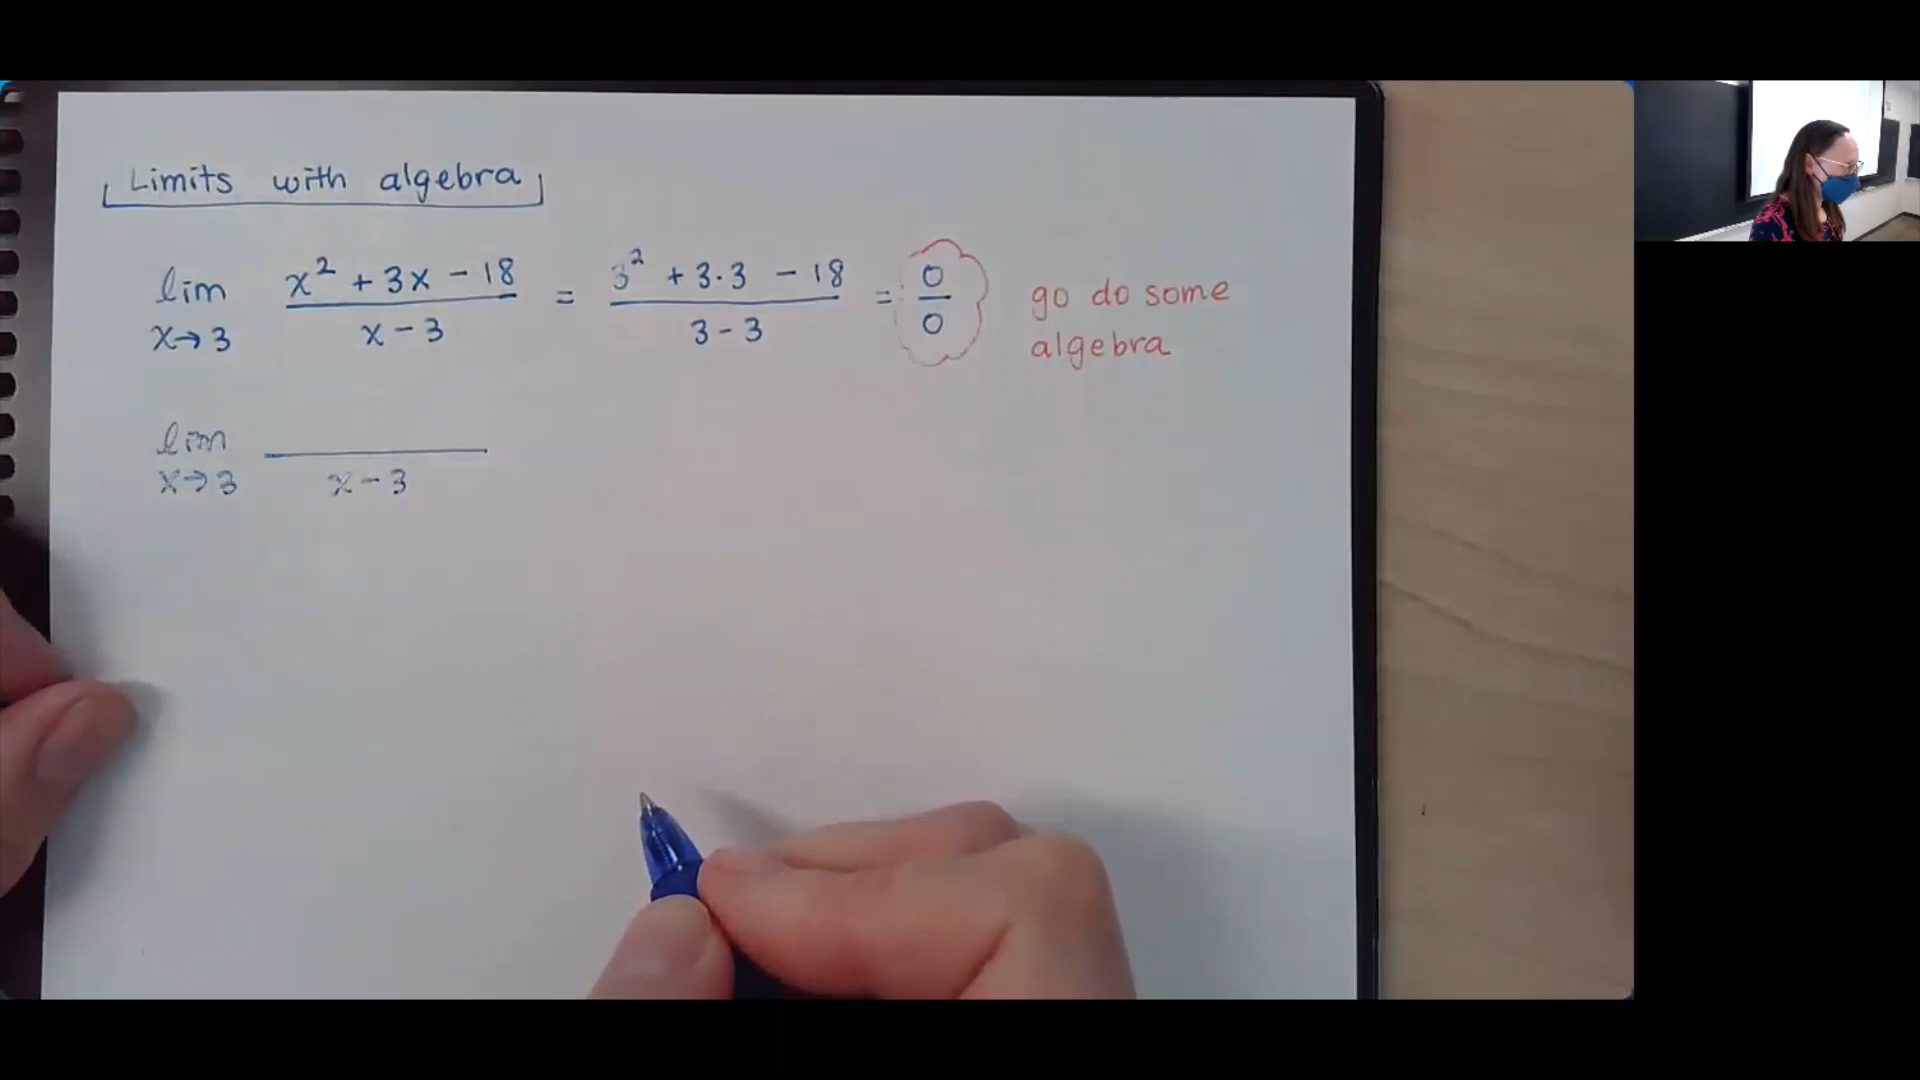 Limits with algebra
lim x→3 (x² + 3x − 18)/(x − 3) = (3² + 3·3 − 18)/(3 − 3) = 0/0 go do some
algebra
lim x→3 ___/(x − 3)